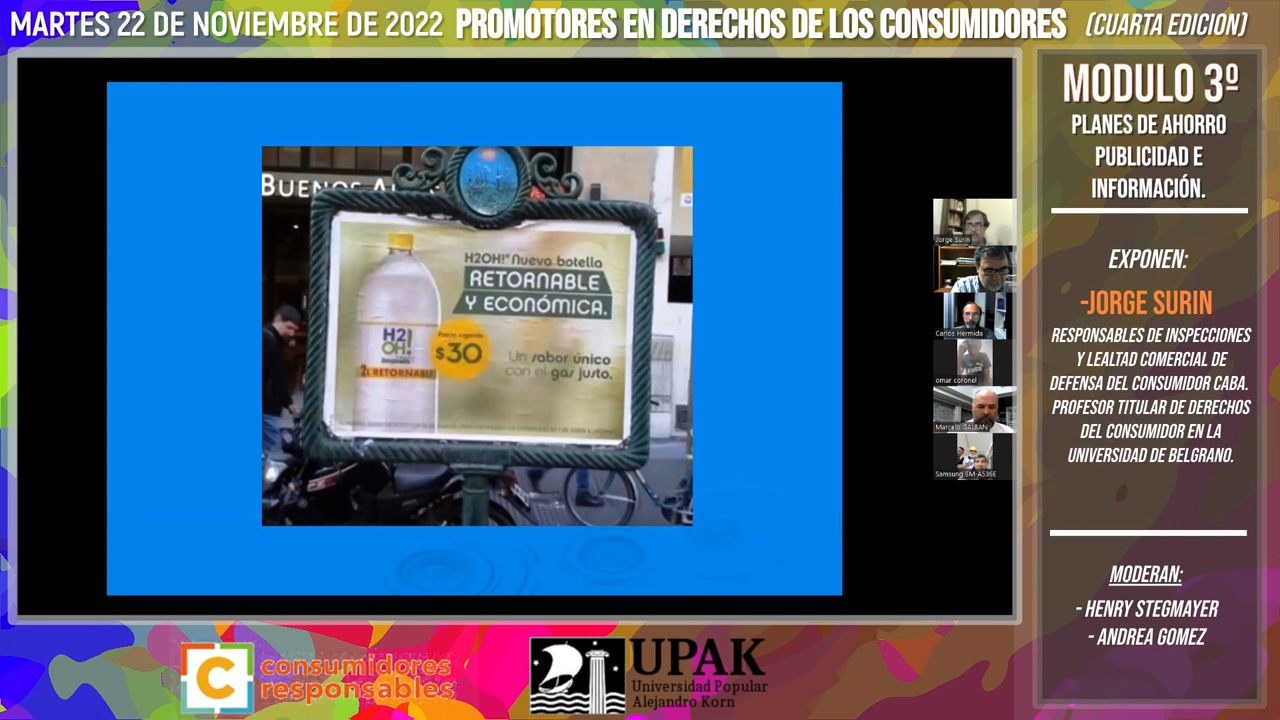 MARTES 22 DE NOVIEMBRE DE 2022 PROMOTORES EN DERECHOS DE LOS CONSUMIDORES (CUARTA EDICION)
BUENOS
H2OH!® Nueva botella
RETORNABLE
Y ECONÓMICA.
H2
OH!
2L RETORNABLE
$30
Un sabor único
con el gas justo.
Jorge Surin
Carlos Hermida
omar coronel
Marcelo GALBAN
Samsung SM-A536E
MODULO 3º
PLANES DE AHORRO
PUBLICIDAD E
INFORMACIÓN.
EXPONEN:
-JORGE SURIN
RESPONSABLES DE INSPECCIONES
Y LEALTAD COMERCIAL DE
DEFENSA DEL CONSUMIDOR CABA.
PROFESOR TITULAR DE DERECHOS
DEL CONSUMIDOR EN LA
UNIVERSIDAD DE BELGRANO.
MODERAN:
- HENRY STEGMAYER
- ANDREA GOMEZ
C consumidores
responsables
UPAK
Universidad Popular
Alejandro Korn